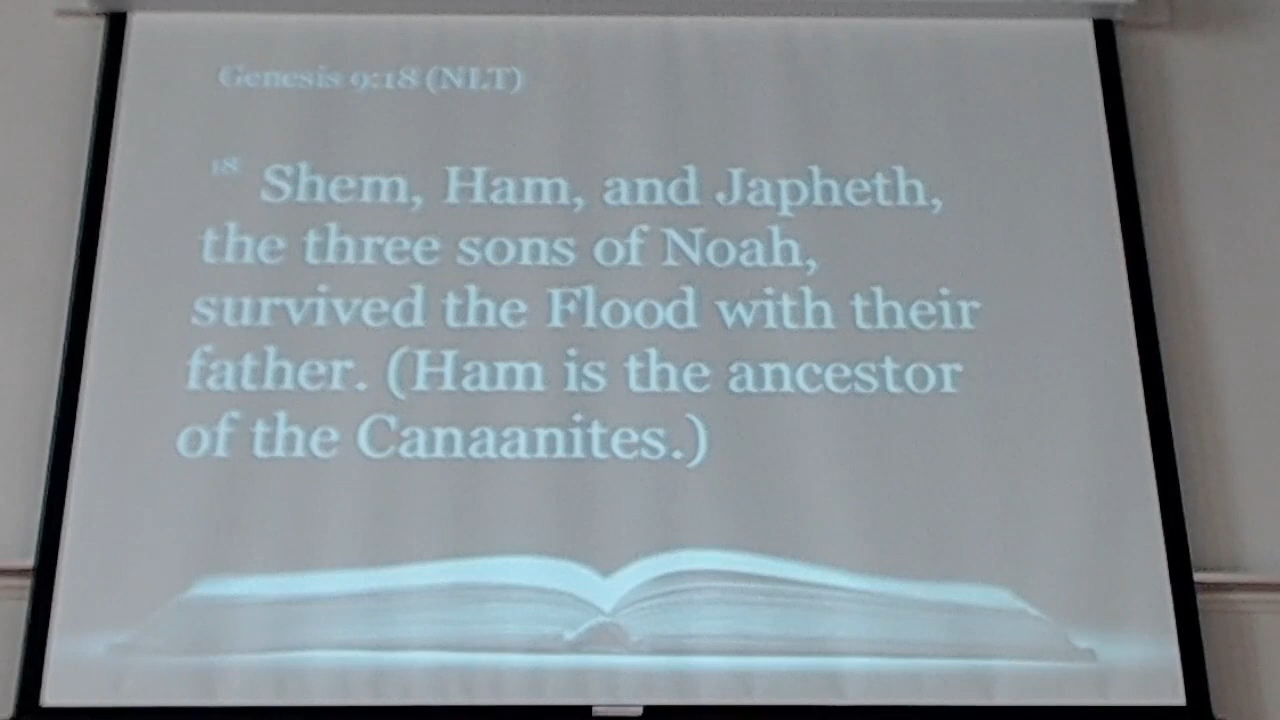 Genesis 9:18 (NLT)
18 Shem, Ham, and Japheth,
the three sons of Noah,
survived the Flood with their
father. (Ham is the ancestor
of the Canaanites.)